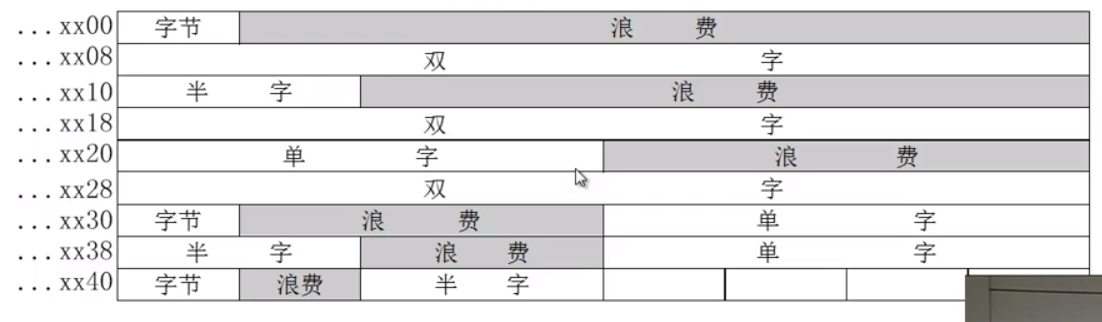 ...xx00 字节 浪 费
...xx08 双 字
...xx10 半 字 浪 费
...xx18 双 字
...xx20 单 字 浪 费
...xx28 双 字
...xx30 字节 浪 费 单 字
...xx38 半 字 浪 费 单 字
...xx40 字节 浪费 半 字